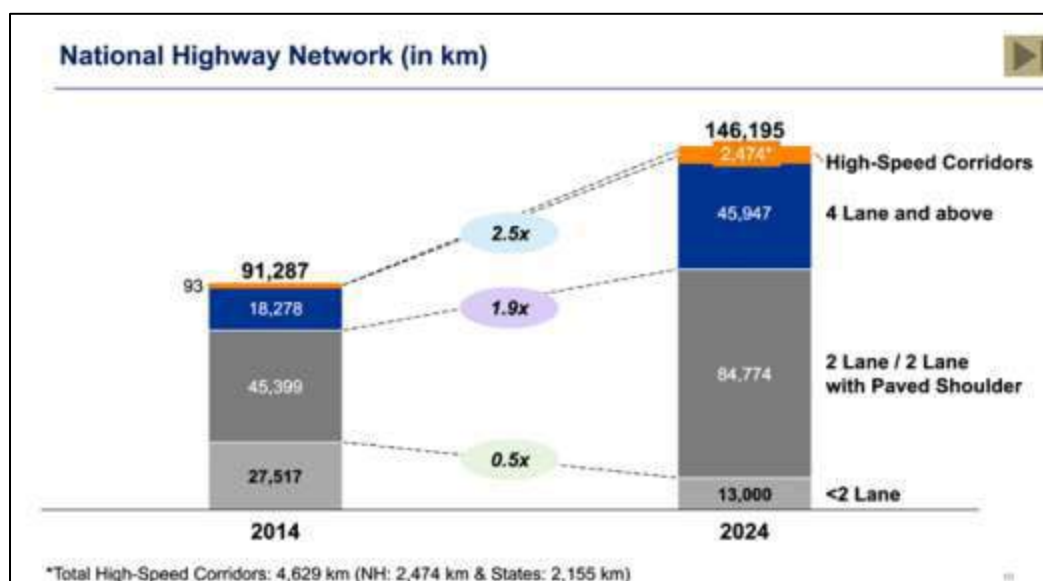 National Highway Network (in km)
146,195
2,474*
High-Speed Corridors
45,947
4 Lane and above
2.5x
91,287
93
18,278
1.9x
45,399
84,774
2 Lane / 2 Lane
with Paved Shoulder
0.5x
27,517
13,000
<2 Lane
2014
2024
*Total High-Speed Corridors: 4,629 km (NH: 2,474 km & States: 2,155 km)